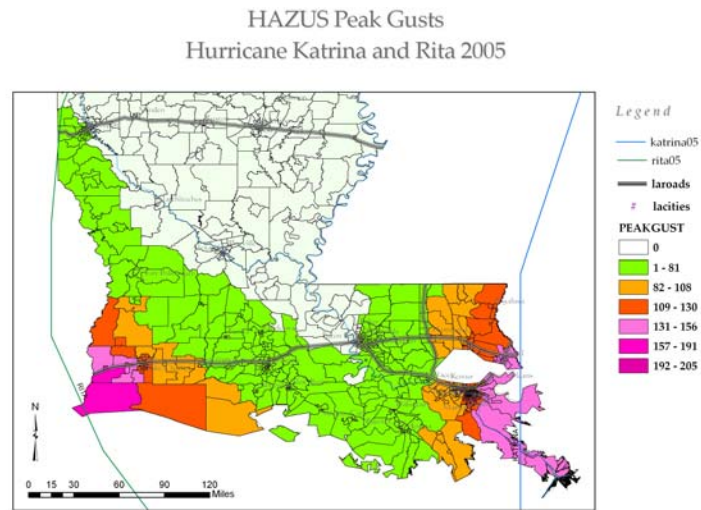 HAZUS Peak Gusts
Hurricane Katrina and Rita 2005
Legend
katrina05
rita05
laroads
# lacities
PEAKGUST
0
1 - 81
82 - 108
109 - 130
131 - 156
157 - 191
192 - 205
N
0 15 30 60 90 120
Miles